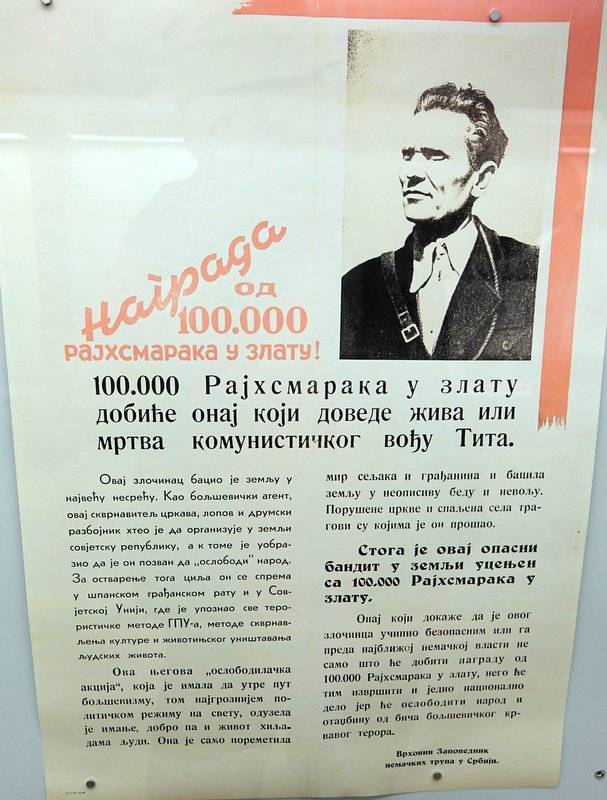 Награда
од
100.000
РАЈХСМАРАКА У ЗЛАТУ!
100.000 Рајхсмарака у злату
добиће онај који доведе жива или
мртва комунистичког вођу Тита.
Овај злочинац бацио је земљу у
највећу несрећу. Као бољшевички агент,
овај сквернавитељ цркава, лопов и друмски
разбојник хтео је да организује у земљи
совјетску републику, а к томе је уобра-
зио да је он позван да „ослободи" народ.
За остварење тога циља он се спрема
у шпанском грађанском рату и у Сов-
јетској Унији, где је упознао све теро-
ристичке методе ГПУ-а, методе скврнав-
љења културе и животињског уништавања
људских живота.
Ова његова „ослободилачка
акција“, која је имала да утре пут
бољшевизму, том најгрознијем по-
литичком режиму на свету, одузела
је имање, добро па и живот хиља-
дама људи. Она је само пореметила
мир сељака и грађанина и бацила
земљу у неописиву беду и невољу.
Порушене цркве и спаљена села тра-
гови су којима је он прошао.
Стога је овај опасни
бандит у земљи уцењен
са 100.000 Рајхсмарака у
злату.
Онај који докаже да је овог
злочинца учинио безопасним или га
преда најближој немачкој власти не
само што ће добити награду од
100.000 Рајхсмарака у злату, него ће
тим извршити и једно национално
дело јер ће ослободити народ и
отаџбину од бича бољшевичког кр-
вавог терора.
Врховни Заповедник
немачких трупа у Србији.